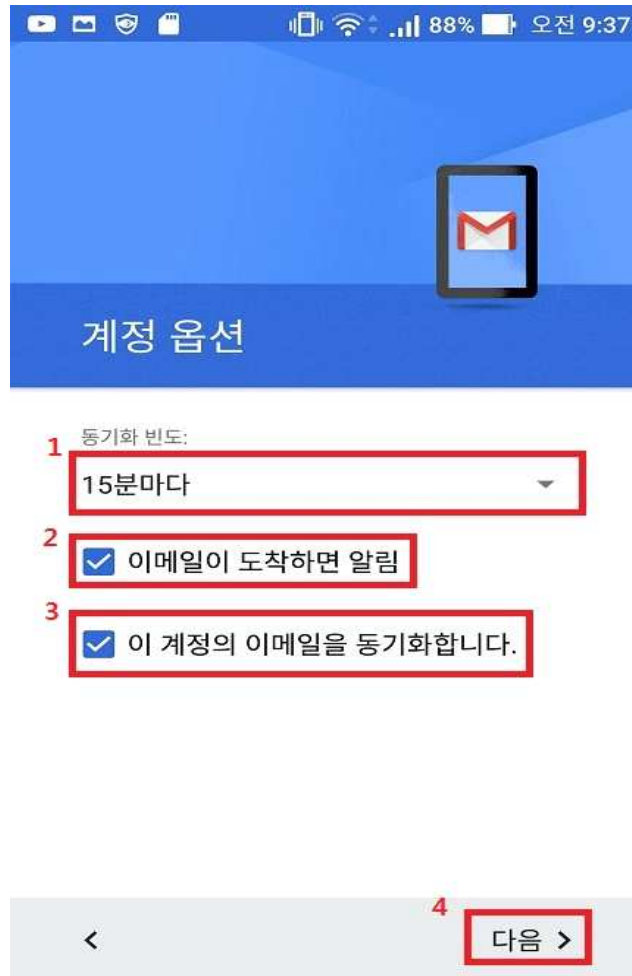 88% 오전 9:37
계정 옵션
1 동기화 빈도:
15분마다
2
이메일이 도착하면 알림
3
이 계정의 이메일을 동기화합니다.
4
다음